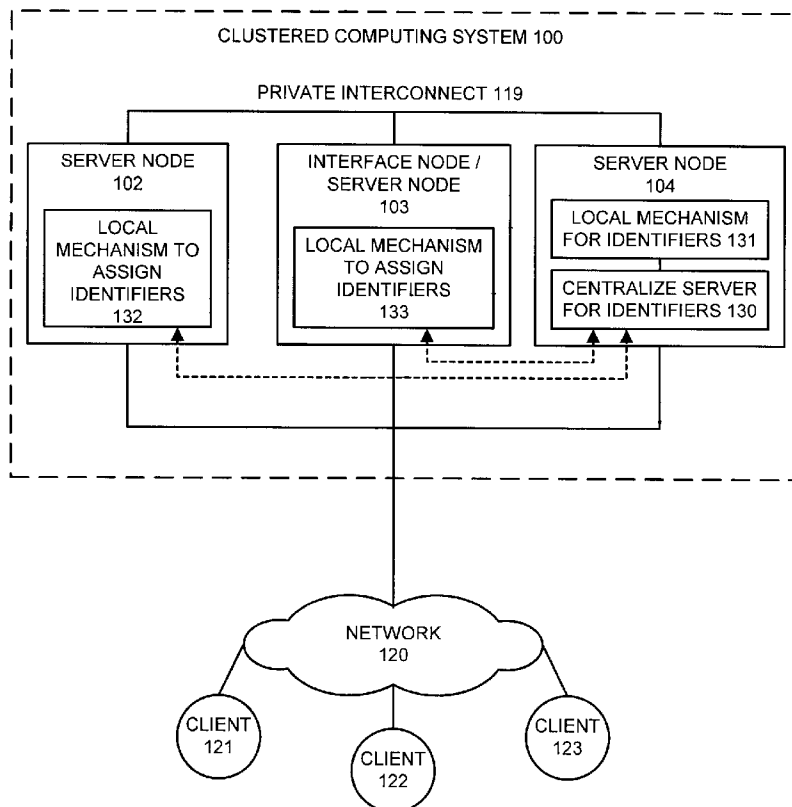 CLUSTERED COMPUTING SYSTEM 100
PRIVATE INTERCONNECT 119
SERVER NODE
102
LOCAL
MECHANISM TO
ASSIGN
IDENTIFIERS
132
INTERFACE NODE /
SERVER NODE
103
LOCAL MECHANISM
TO ASSIGN
IDENTIFIERS
133
SERVER NODE
104
LOCAL MECHANISM
FOR IDENTIFIERS 131
CENTRALIZE SERVER
FOR IDENTIFIERS 130
NETWORK
120
CLIENT
121
CLIENT
122
CLIENT
123